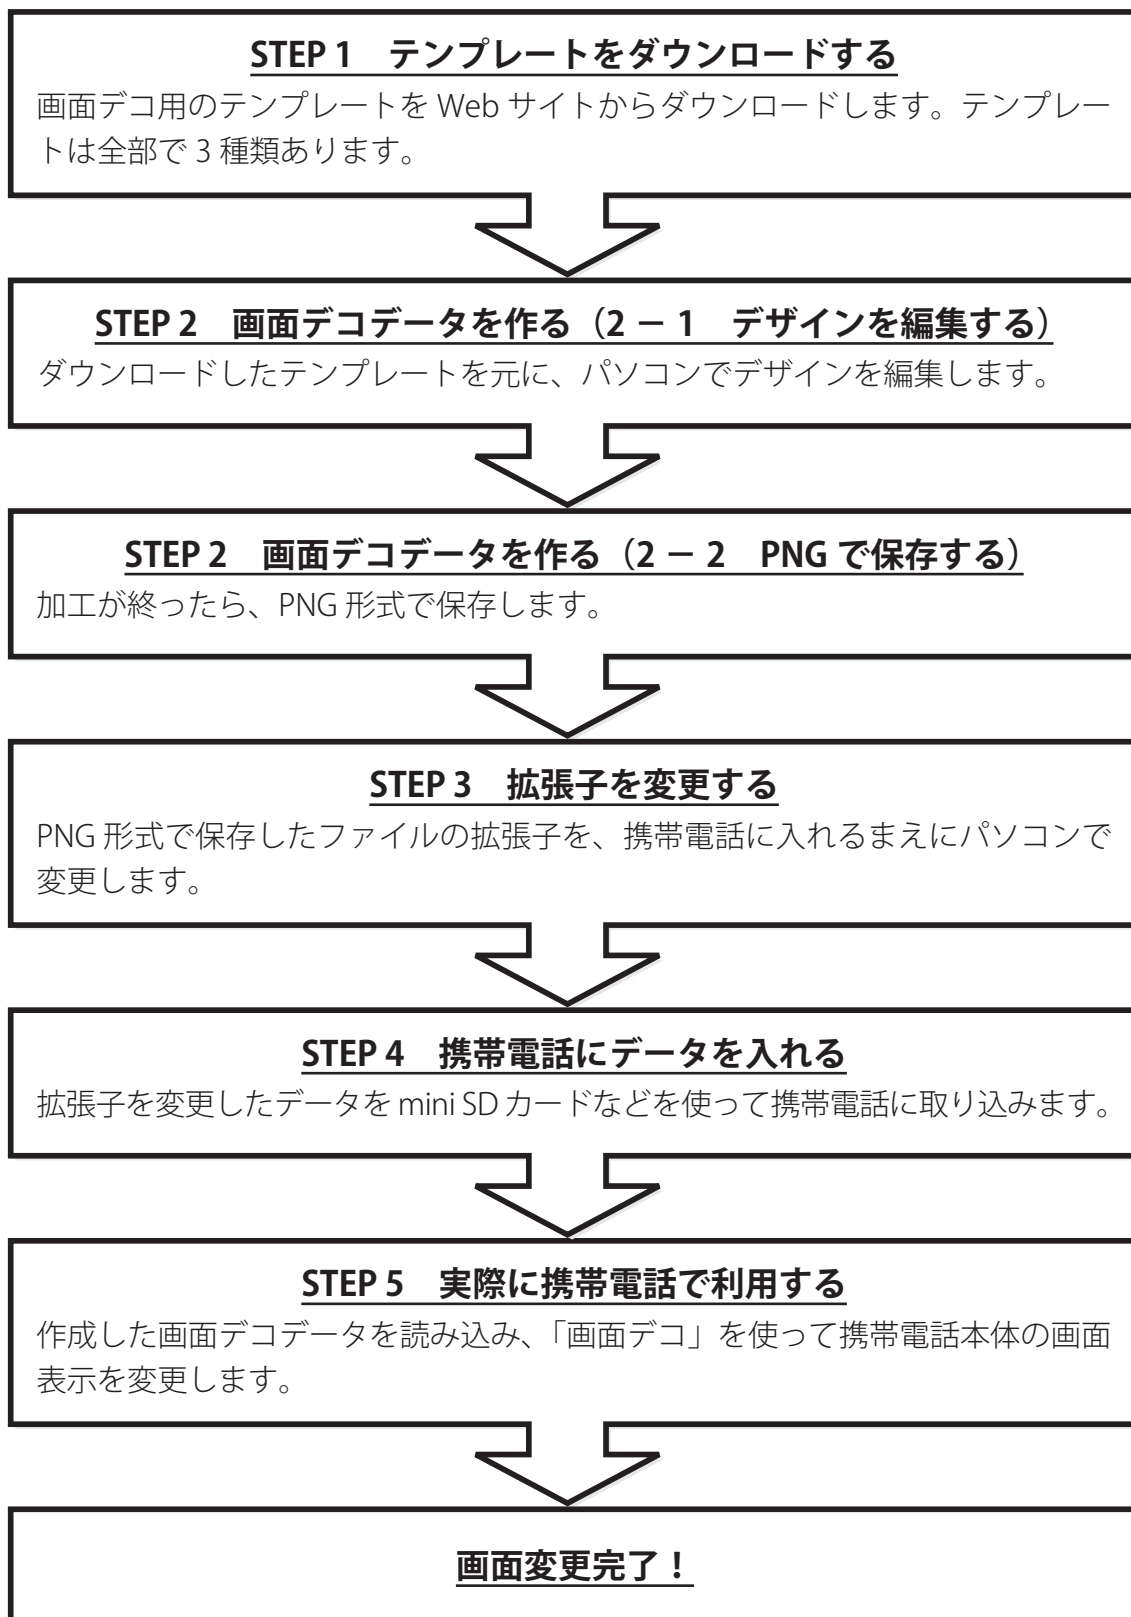 STEP 1　テンプレートをダウンロードする
画面デコ用のテンプレートを Web サイトからダウンロードします。テンプレー
トは全部で 3 種類あります。
STEP 2　画面デコデータを作る（2 － 1　デザインを編集する）
ダウンロードしたテンプレートを元に、パソコンでデザインを編集します。
STEP 2　画面デコデータを作る（2 － 2　PNG で保存する）
加工が終ったら、PNG 形式で保存します。
STEP 3　拡張子を変更する
PNG 形式で保存したファイルの拡張子を、携帯電話に入れるまえにパソコンで
変更します。
STEP 4　携帯電話にデータを入れる
拡張子を変更したデータを mini SD カードなどを使って携帯電話に取り込みます。
STEP 5　実際に携帯電話で利用する
作成した画面デコデータを読み込み、「画面デコ」を使って携帯電話本体の画面
表示を変更します。
画面変更完了！